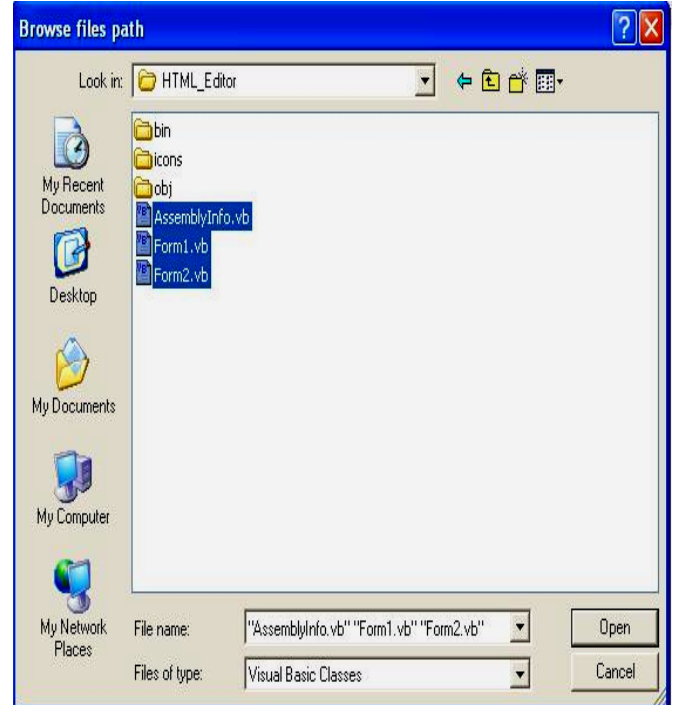 Browse files path
Look in:
HTML_Editor
My Recent
Documents
Desktop
My Documents
My Computer
My Network
Places
bin
icons
obj
AssemblyInfo.vb
Form1.vb
Form2.vb
File name:
"AssemblyInfo.vb" "Form1.vb" "Form2.vb"
Open
Files of type:
Visual Basic Classes
Cancel